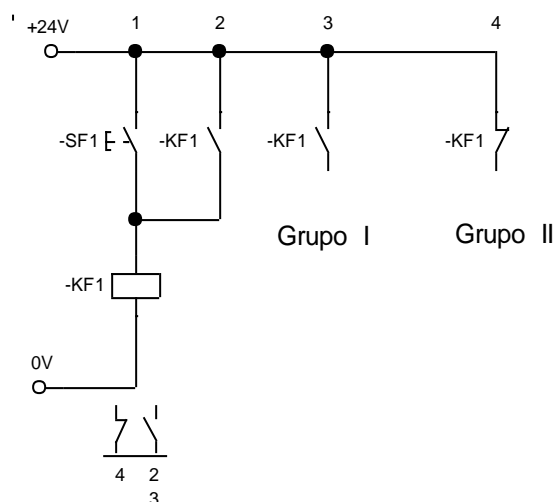 +24V
1
2
3
4
-SF1
-KF1
-KF1
-KF1
Grupo I
Grupo II
-KF1
0V
4
2
3